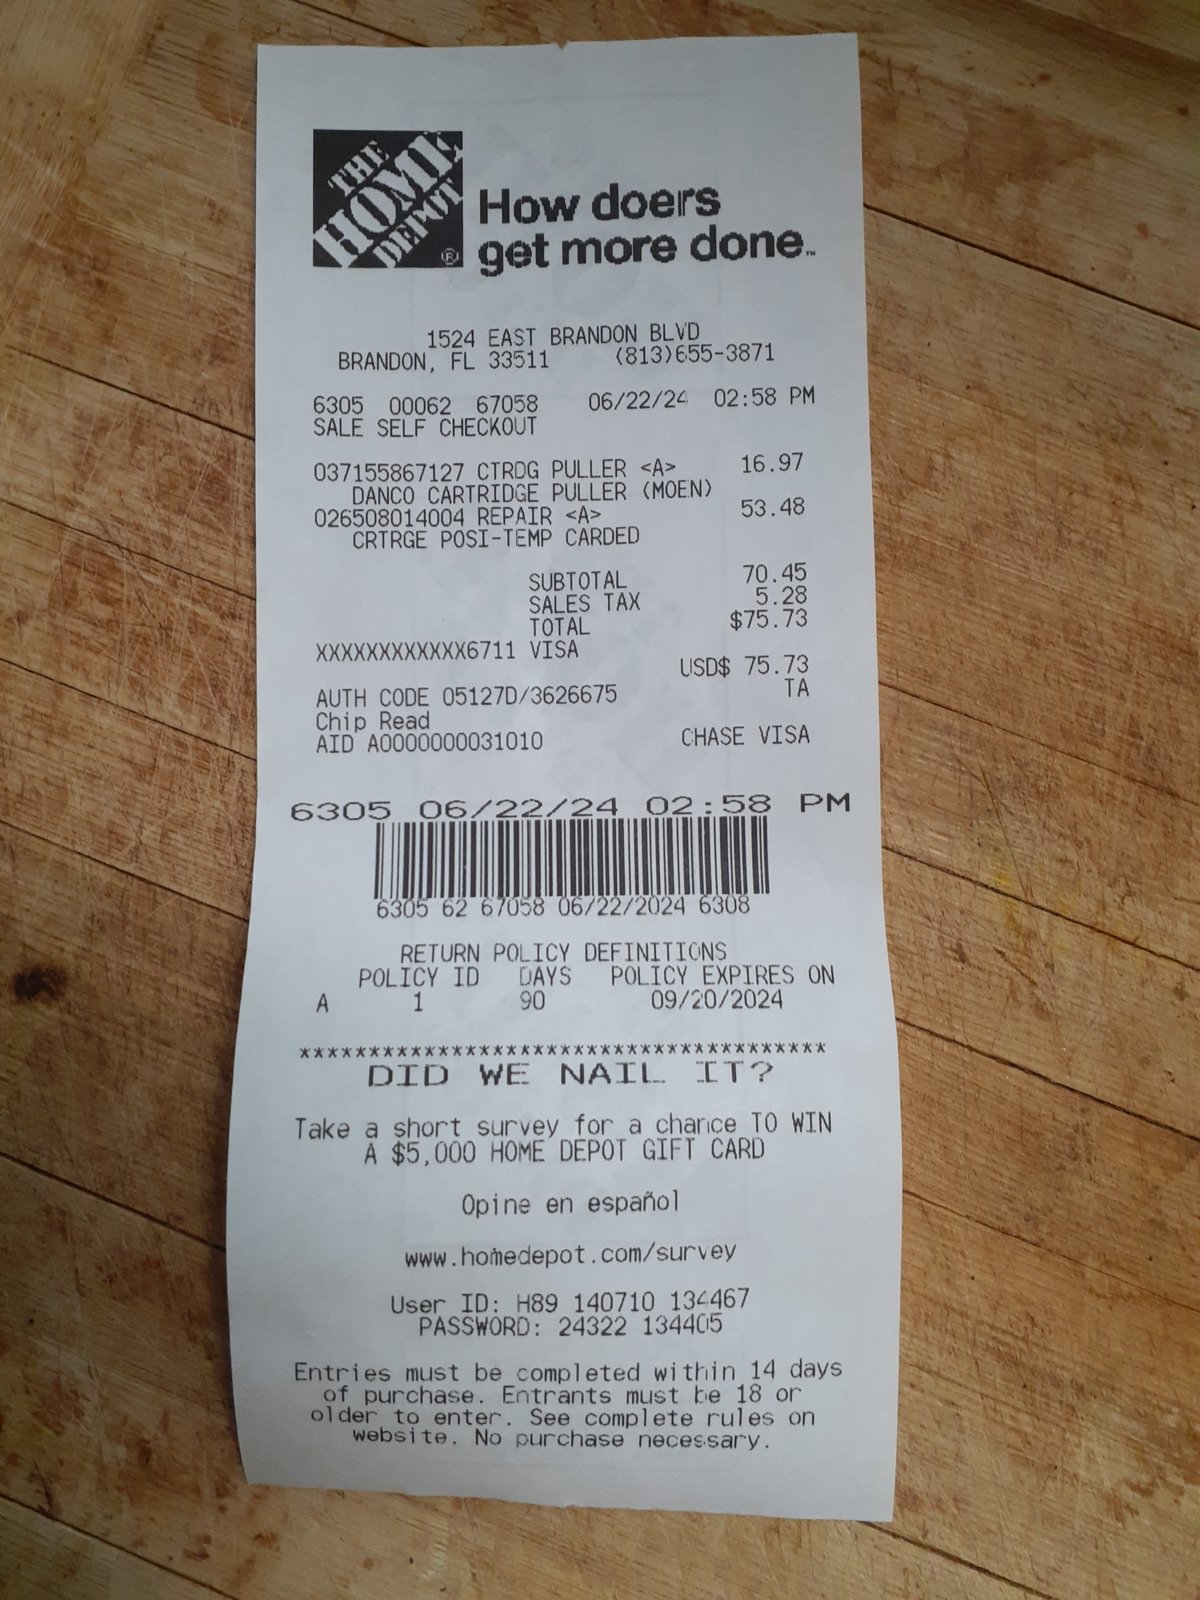 THE
HOME
DEPOT
®
How doers
get more done.™
1524 EAST BRANDON BLVD
BRANDON, FL 33511 (813)655-3871
6305 00062 67058 06/22/24 02:58 PM
SALE SELF CHECKOUT
037155867127 CTRDG PULLER <A> 16.97
DANCO CARTRIDGE PULLER (MOEN)
026508014004 REPAIR <A> 53.48
CRTRGE POSI-TEMP CARDED
SUBTOTAL 70.45
SALES TAX 5.28
TOTAL $75.73
XXXXXXXXXXXX6711 VISA
USD$ 75.73
AUTH CODE 05127D/3626675 TA
Chip Read
AID A0000000031010 CHASE VISA
6305 06/22/24 02:58 PM
6305 62 67058 06/22/2024 6308
RETURN POLICY DEFINITIONS
POLICY ID DAYS POLICY EXPIRES ON
A 1 90 09/20/2024
***************************************
DID WE NAIL IT?
Take a short survey for a chance TO WIN
A $5,000 HOME DEPOT GIFT CARD
Opine en español
www.homedepot.com/survey
User ID: H89 140710 134467
PASSWORD: 24322 134405
Entries must be completed within 14 days
of purchase. Entrants must be 18 or
older to enter. See complete rules on
website. No purchase necessary.